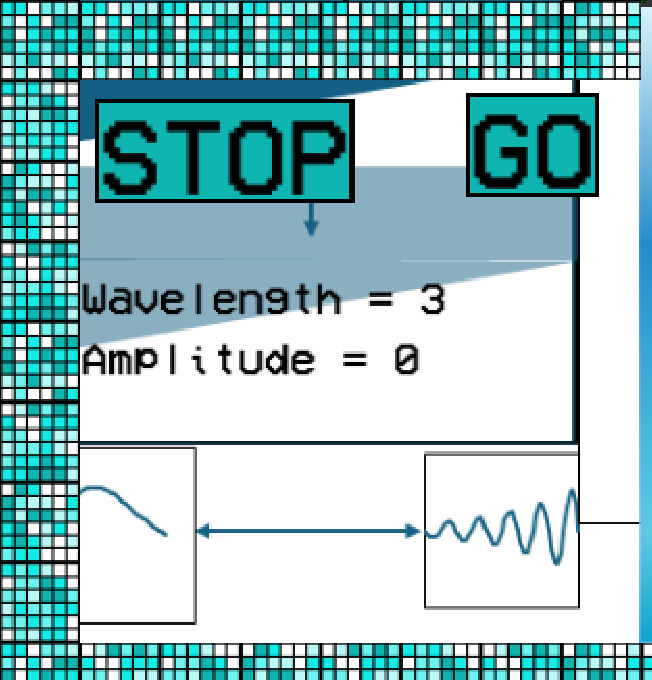 STOP GO
Wavelength = 3
Amplitude = 0